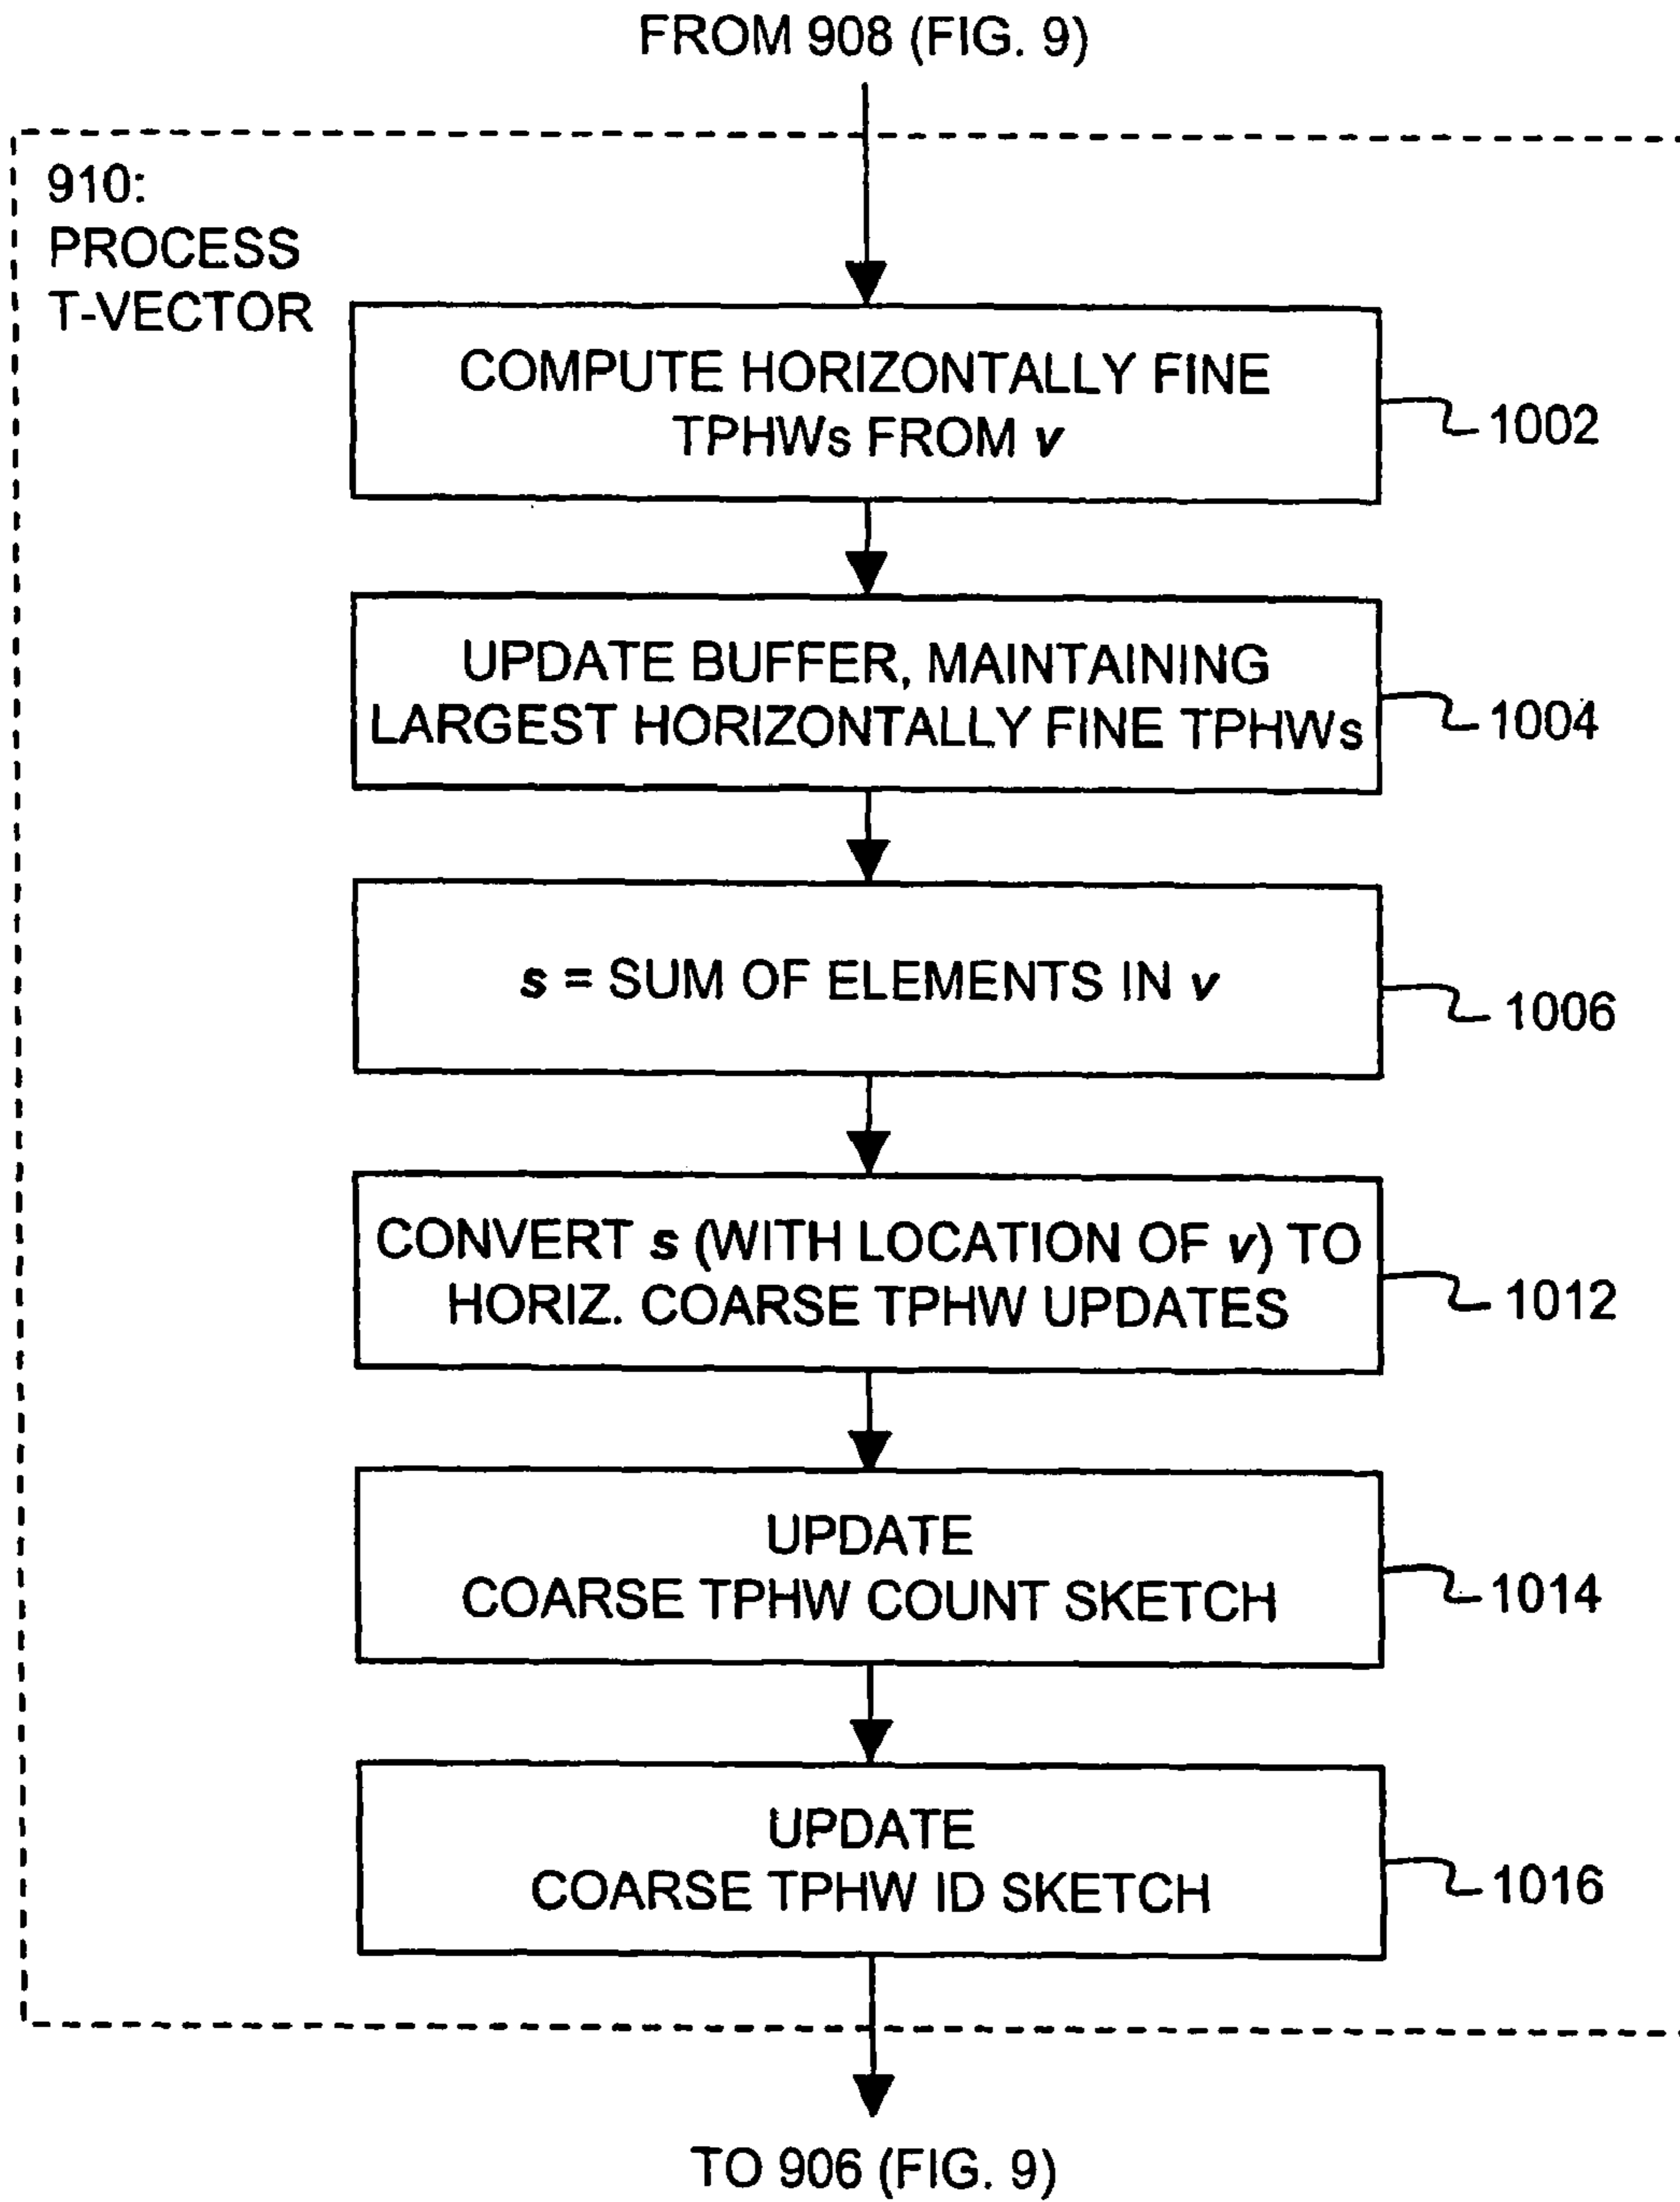 FROM 908 (FIG. 9)
910:
PROCESS
T-VECTOR
COMPUTE HORIZONTALLY FINE
TPHWs FROM v
1002
UPDATE BUFFER, MAINTAINING
LARGEST HORIZONTALLY FINE TPHWs
1004
s = SUM OF ELEMENTS IN v
1006
CONVERT s (WITH LOCATION OF v) TO
HORIZ. COARSE TPHW UPDATES
1012
UPDATE
COARSE TPHW COUNT SKETCH
1014
UPDATE
COARSE TPHW ID SKETCH
1016
TO 906 (FIG. 9)